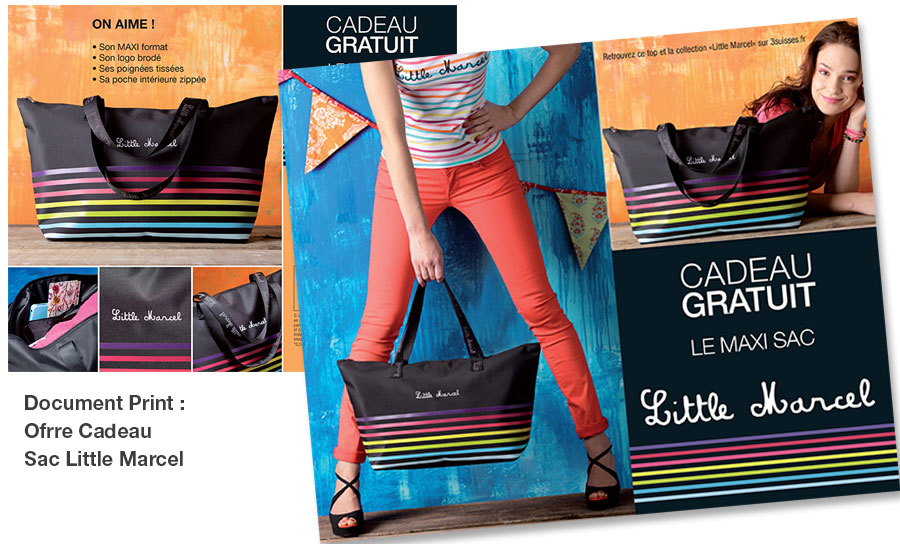 ON AIME !
• Son MAXI format
• Son logo brodé
• Ses poignées tissées
• Sa poche intérieure zippée
Little Marcel
Little Marcel
CADEAU
GRATUIT
Little Marcel
Little Marcel
Retrouvez ce top et la collection «Little Marcel» sur 3suisses.fr
Little Marcel
CADEAU
GRATUIT
LE MAXI SAC
Little Marcel
Document Print :
Ofrre Cadeau
Sac Little Marcel